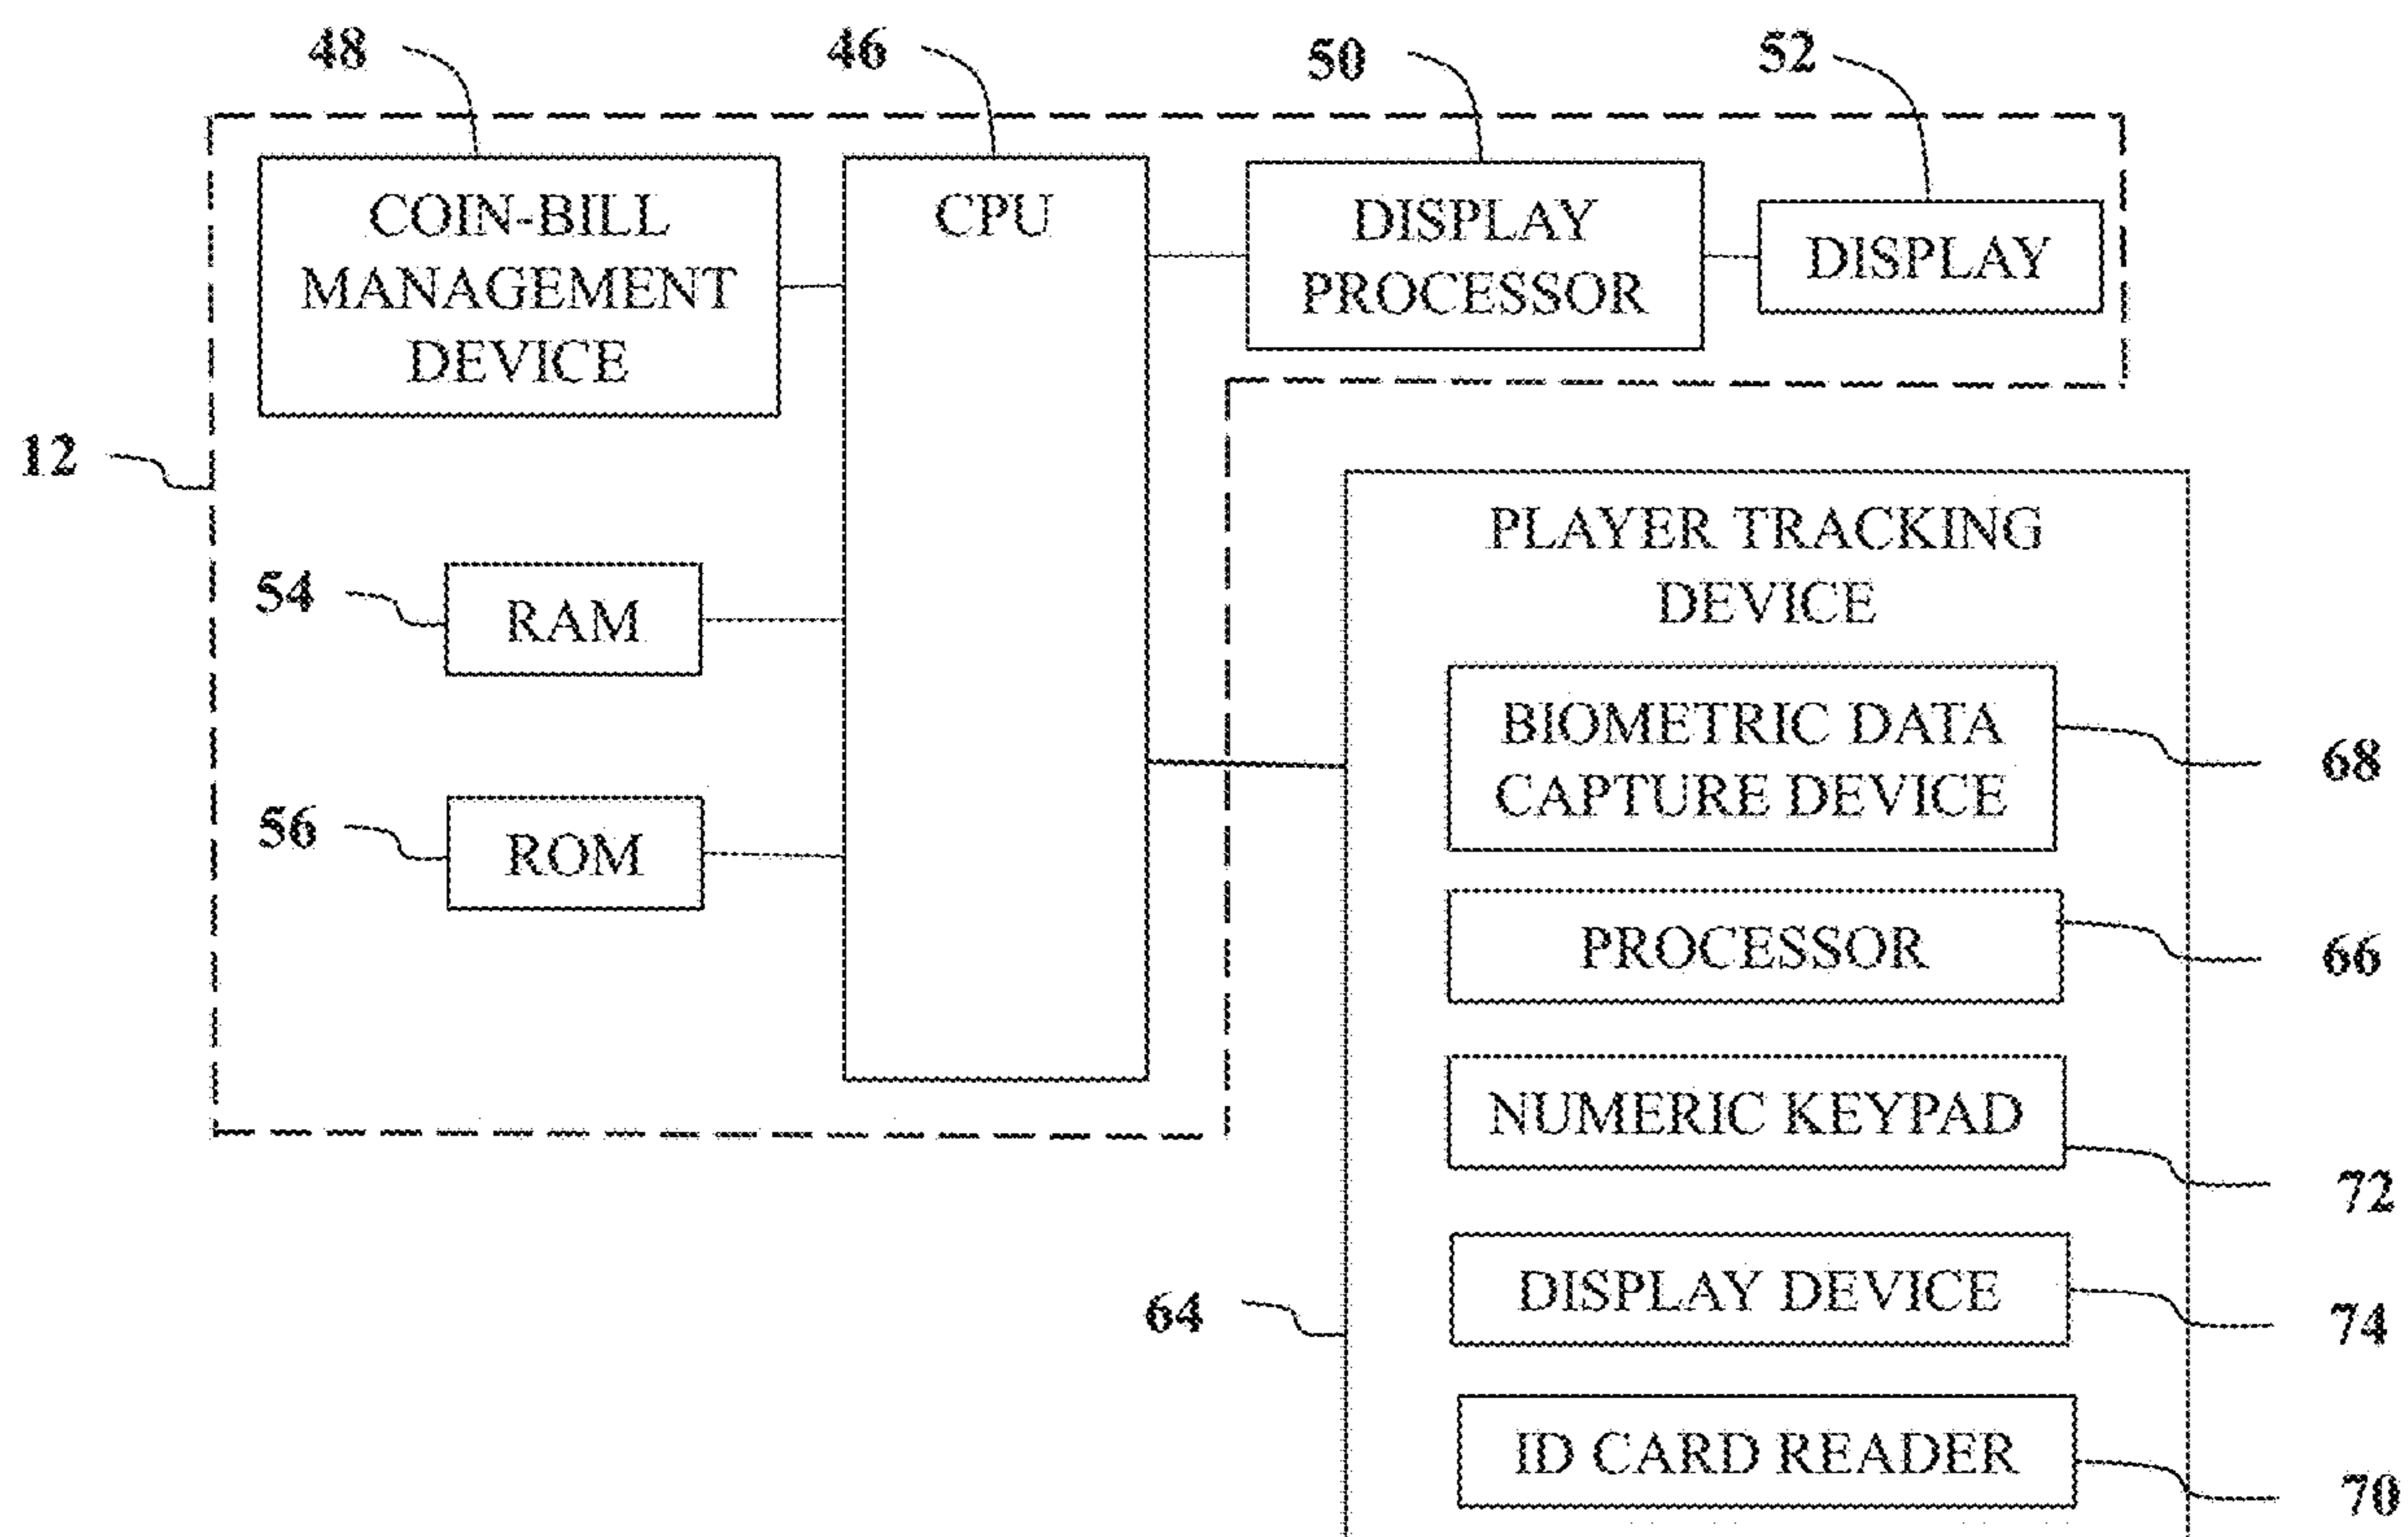 48
46
50
52
COIN-BILL
MANAGEMENT
DEVICE
CPU
DISPLAY
PROCESSOR
DISPLAY
12
54
RAM
56
ROM
PLAYER TRACKING
DEVICE
BIOMETRIC DATA
CAPTURE DEVICE
68
PROCESSOR
66
NUMERIC KEYPAD
72
64
DISPLAY DEVICE
74
ID CARD READER
70